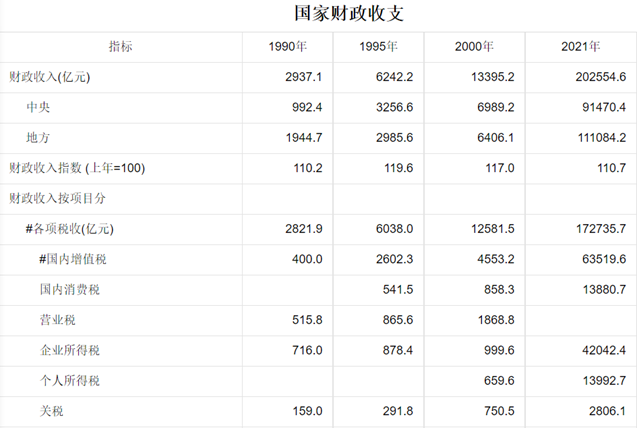 国家财政收支
指标 1990年 1995年 2000年 2021年
财政收入(亿元) 2937.1 6242.2 13395.2 202554.6
中央 992.4 3256.6 6989.2 91470.4
地方 1944.7 2985.6 6406.1 111084.2
财政收入指数 (上年=100) 110.2 119.6 117.0 110.7
财政收入按项目分
#各项税收(亿元) 2821.9 6038.0 12581.5 172735.7
#国内增值税 400.0 2602.3 4553.2 63519.6
国内消费税 541.5 858.3 13880.7
营业税 515.8 865.6 1868.8
企业所得税 716.0 878.4 999.6 42042.4
个人所得税 659.6 13992.7
关税 159.0 291.8 750.5 2806.1